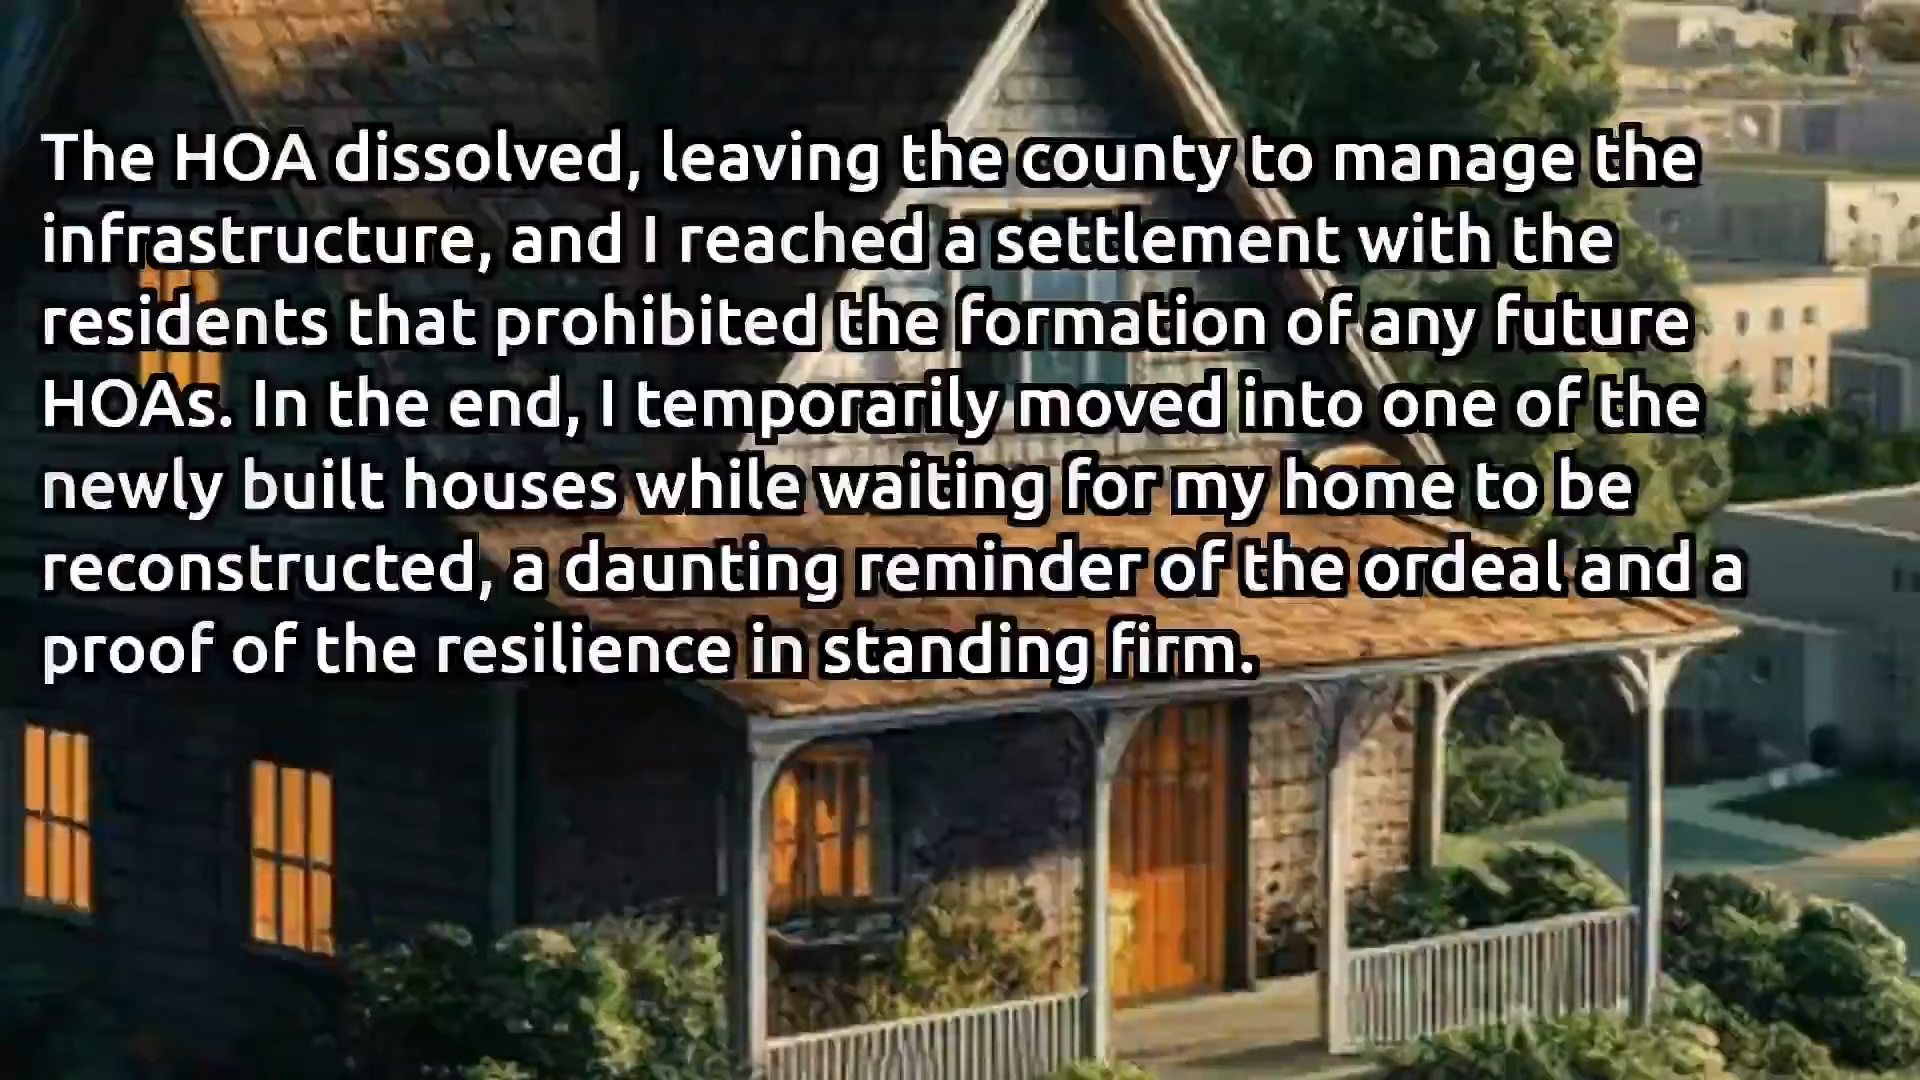 The HOA dissolved, leaving the county to manage the
infrastructure, and I reached a settlement with the
residents that prohibited the formation of any future
HOAs. In the end, I temporarily moved into one of the
newly built houses while waiting for my home to be
reconstructed, a daunting reminder of the ordeal and a
proof of the resilience in standing firm.